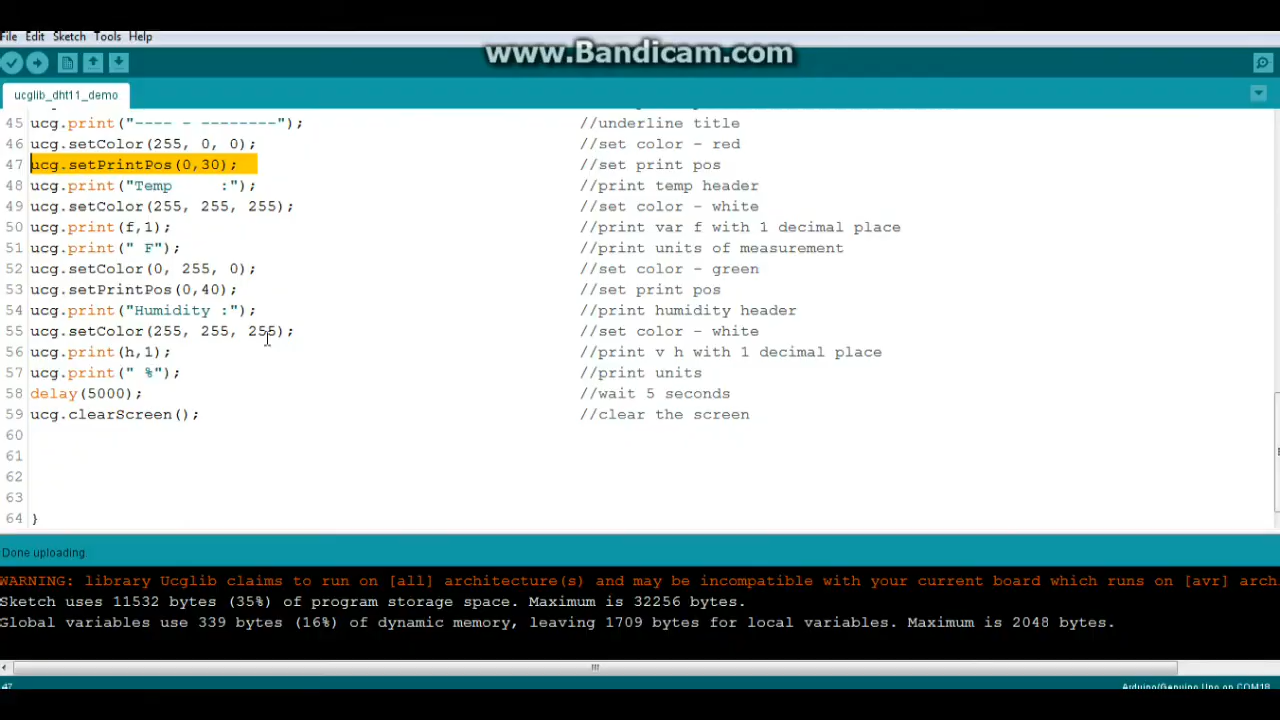 File Edit Sketch Tools Help
www.Bandicam.com
ucglib_dht11_demo
45 ucg.print("---- - --------"); //underline title
46 ucg.setColor(255, 0, 0); //set color - red
47 ucg.setPrintPos(0,30); //set print pos
48 ucg.print("Temp     :"); //print temp header
49 ucg.setColor(255, 255, 255); //set color - white
50 ucg.print(f,1); //print var f with 1 decimal place
51 ucg.print(" F"); //print units of measurement
52 ucg.setColor(0, 255, 0); //set color - green
53 ucg.setPrintPos(0,40); //set print pos
54 ucg.print("Humidity :"); //print humidity header
55 ucg.setColor(255, 255, 255); //set color - white
56 ucg.print(h,1); //print v h with 1 decimal place
57 ucg.print(" %"); //print units
58 delay(5000); //wait 5 seconds
59 ucg.clearScreen(); //clear the screen
60
61
62
63
64 }
Done uploading.
WARNING: library Ucglib claims to run on [all] architecture(s) and may be incompatible with your current board which runs on [avr] arch
Sketch uses 11532 bytes (35%) of program storage space. Maximum is 32256 bytes.
Global variables use 339 bytes (16%) of dynamic memory, leaving 1709 bytes for local variables. Maximum is 2048 bytes.
47 Arduino/Genuino Uno on COM18